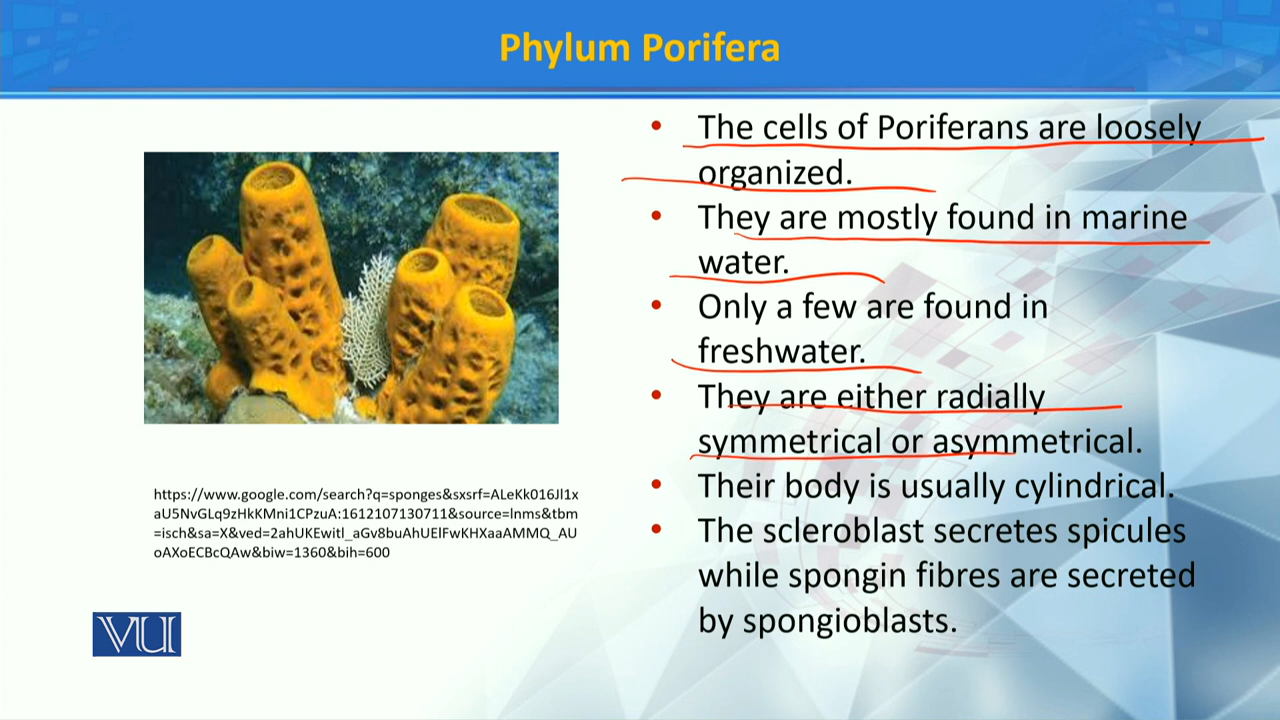 Phylum Porifera
• The cells of Poriferans are loosely
organized.
• They are mostly found in marine
water.
• Only a few are found in
freshwater.
• They are either radially
symmetrical or asymmetrical.
• Their body is usually cylindrical.
• The scleroblast secretes spicules
while spongin fibres are secreted
by spongioblasts.
https://www.google.com/search?q=sponges&sxsrf=ALeKk016Jl1x
aU5NvGLq9zHkKMni1CPzuA:1612107130711&source=lnms&tbm
=isch&sa=X&ved=2ahUKEwitl_aGv8buAhUElFwKHXaaAMMQ_AU
oAXoECBcQAw&biw=1360&bih=600
VU